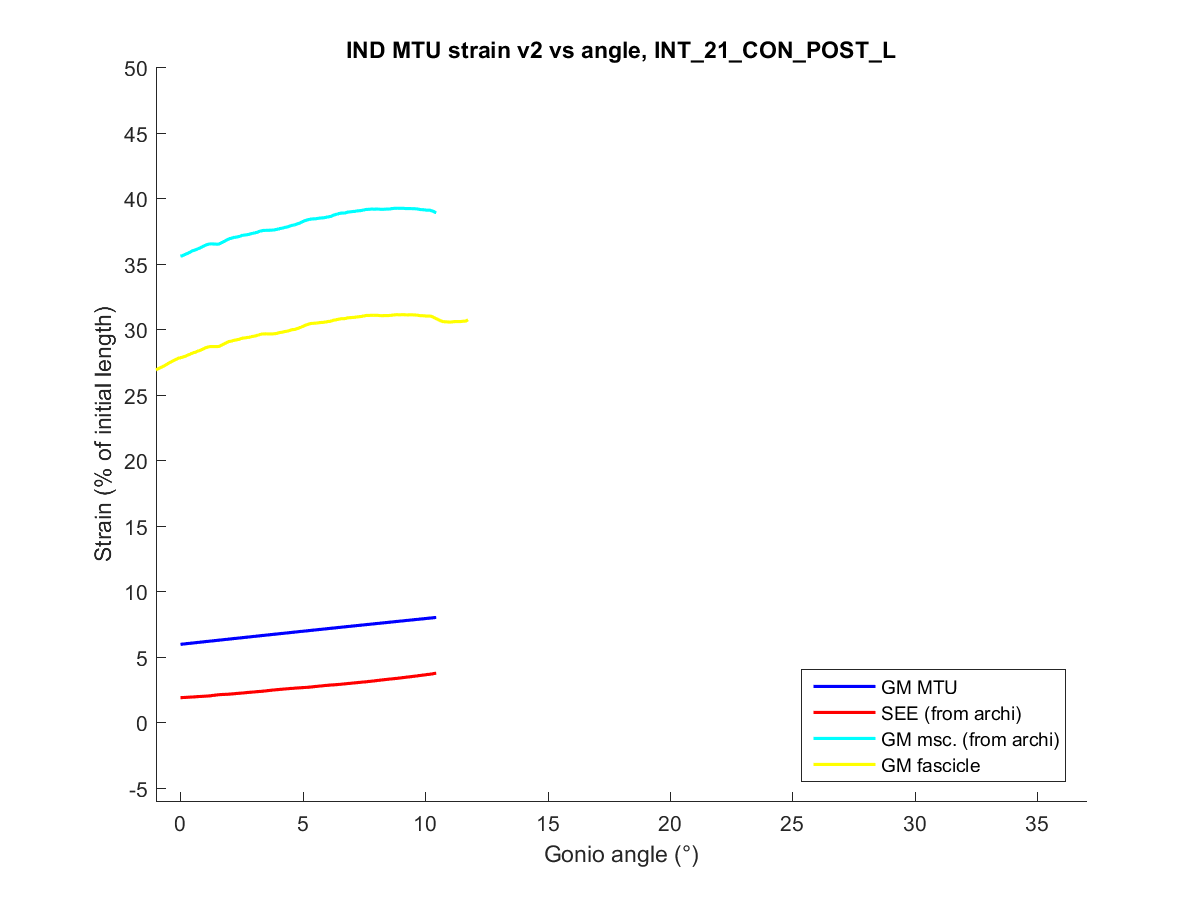 IND MTU strain v2 vs angle, INT_21_CON_POST_L
50
45
40
35
30
25
20
15
10
5
0
-5
Strain (% of initial length)
0 5 10 15 20 25 30 35
Gonio angle (°)
GM MTU
SEE (from archi)
GM msc. (from archi)
GM fascicle